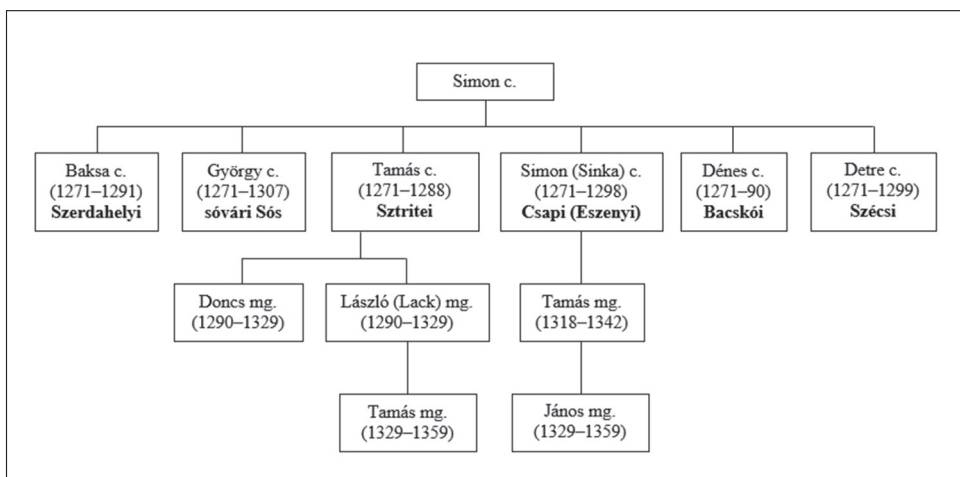 Simon c.
Baksa c.
(1271–1291)
Szerdahelyi
György c.
(1271–1307)
sóvári Sós
Tamás c.
(1271–1288)
Sztritei
Simon (Sinka) c.
(1271–1298)
Csapi (Eszenyi)
Dénes c.
(1271–90)
Bacskói
Detre c.
(1271–1299)
Szécsi
Doncs mg.
(1290–1329)
László (Lack) mg.
(1290–1329)
Tamás mg.
(1318–1342)
Tamás mg.
(1329–1359)
János mg.
(1329–1359)